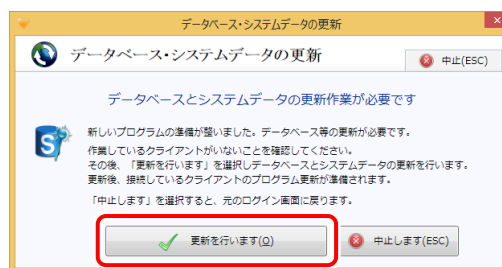 データベース・システムデータの更新
データベース・システムデータの更新
中止(ESC)
データベースとシステムデータの更新作業が必要です
新しいプログラムの準備が整いました。データベース等の更新が必要です。
作業しているクライアントがいないことを確認してください。
その後、「更新を行います」を選択しデータベースとシステムデータの更新を行います。
更新後、接続しているクライアントのプログラム更新が準備されます。
「中止します」を選択すると、元のログイン画面に戻ります。
更新を行います(O)
中止します(ESC)